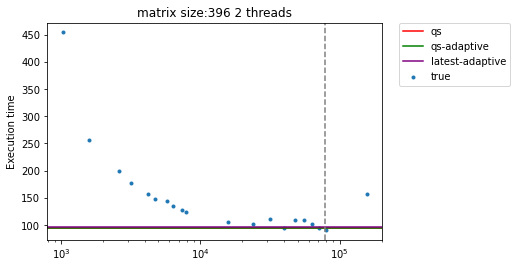 matrix size:396 2 threads
Execution time
450
400
350
300
250
200
150
100
10³
10⁴
10⁵
qs
qs-adaptive
latest-adaptive
true